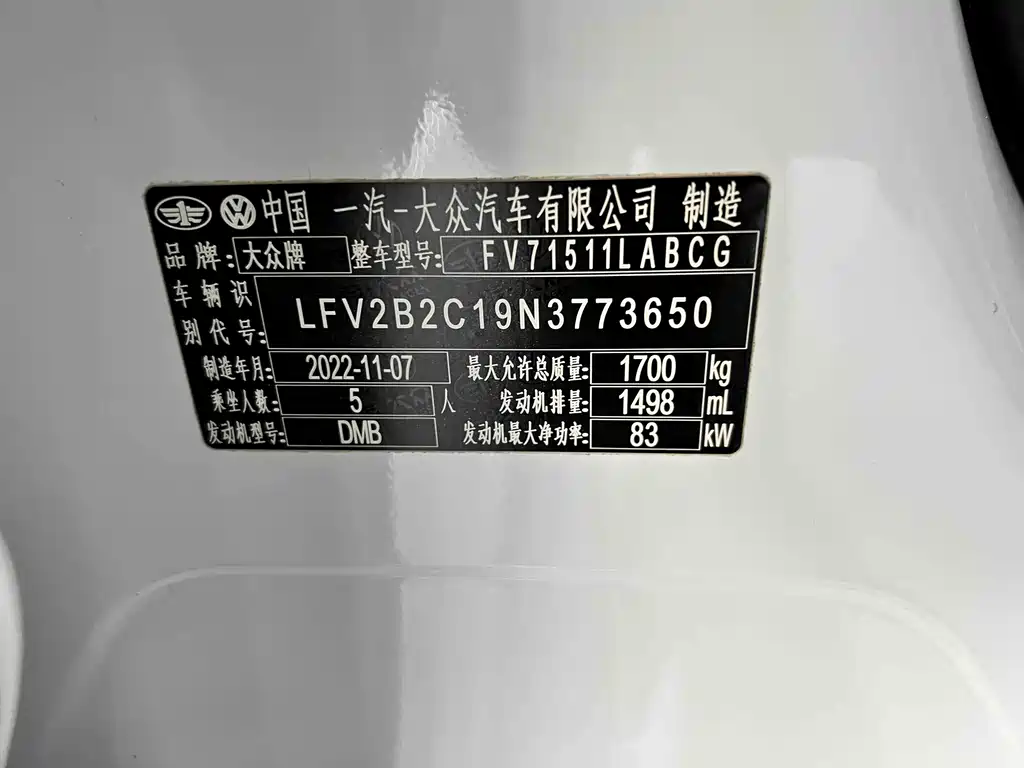 中国 一汽-大众汽车有限公司 制造
品牌: 大众牌 整车型号: FV71511LABCG
车辆识别代号: LFV2B2C19N3773650
制造年月: 2022-11-07 最大允许总质量: 1700 kg
乘坐人数: 5 人 发动机排量: 1498 mL
发动机型号: DMB 发动机最大净功率: 83 kW